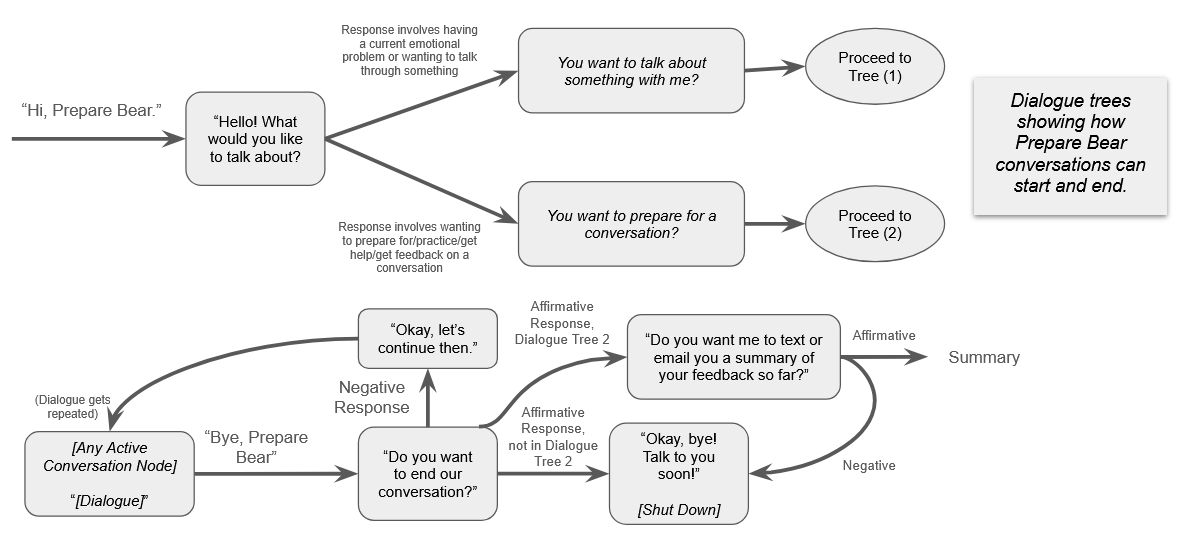 “Hi, Prepare Bear.”
“Hello! What
would you like
to talk about?
Response involves having
a current emotional
problem or wanting to talk
through something
You want to talk about
something with me?
Proceed to
Tree (1)
Response involves wanting
to prepare for/practice/get
help/get feedback on a
conversation
You want to prepare for a
conversation?
Proceed to
Tree (2)
Dialogue trees
showing how
Prepare Bear
conversations can
start and end.
“Okay, let’s
continue then.”
(Dialogue gets
repeated)
[Any Active
Conversation Node]
“[Dialogue]”
“Bye, Prepare
Bear”
Negative
Response
“Do you want
to end our
conversation?”
Affirmative
Response,
Dialogue Tree 2
“Do you want me to text or
email you a summary of
your feedback so far?”
Affirmative
Summary
Affirmative
Response,
not in Dialogue
Tree 2
“Okay, bye!
Talk to you
soon!”
[Shut Down]
Negative